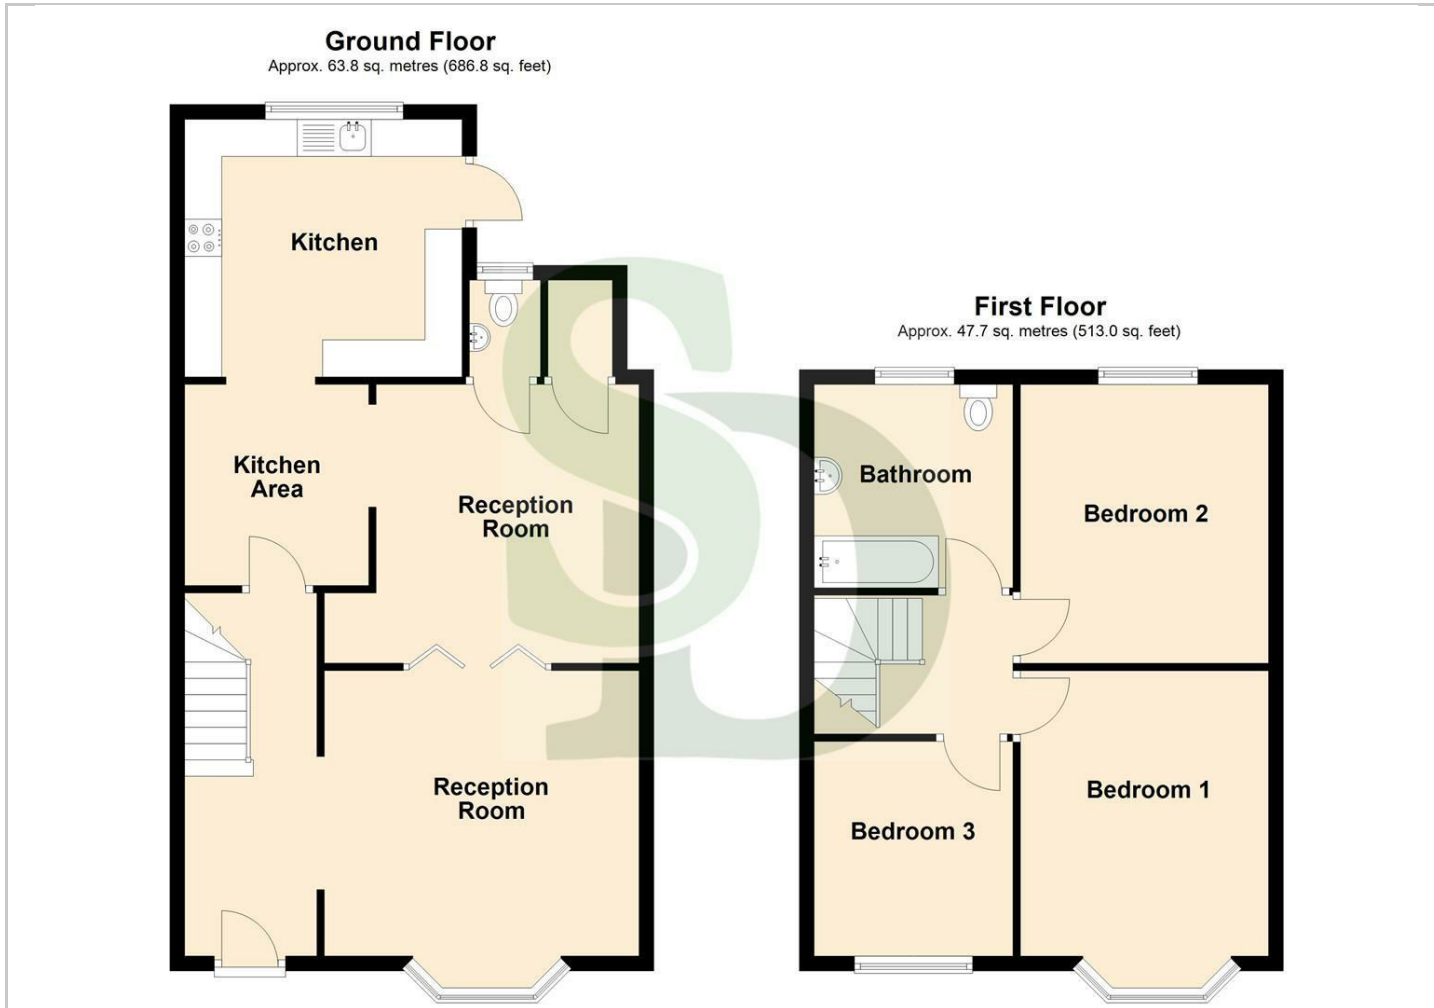 Ground Floor
Approx. 63.8 sq. metres (686.8 sq. feet)
Kitchen
Kitchen
Area
Reception
Room
Reception
Room
First Floor
Approx. 47.7 sq. metres (513.0 sq. feet)
Bathroom
Bedroom 2
Bedroom 1
Bedroom 3
SD